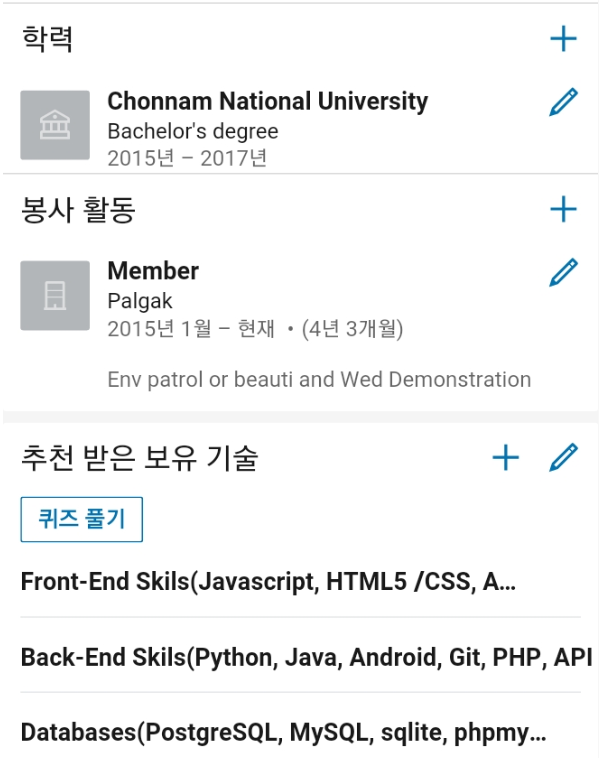 학력
Chonnam National University
Bachelor's degree
2015년 – 2017년
봉사 활동
Member
Palgak
2015년 1월 – 현재 • (4년 3개월)
Env patrol or beauti and Wed Demonstration
추천 받은 보유 기술
퀴즈 풀기
Front-End Skils(Javascript, HTML5 /CSS, A...
Back-End Skils(Python, Java, Android, Git, PHP, API
Databases(PostgreSQL, MySQL, sqlite, phpmy...